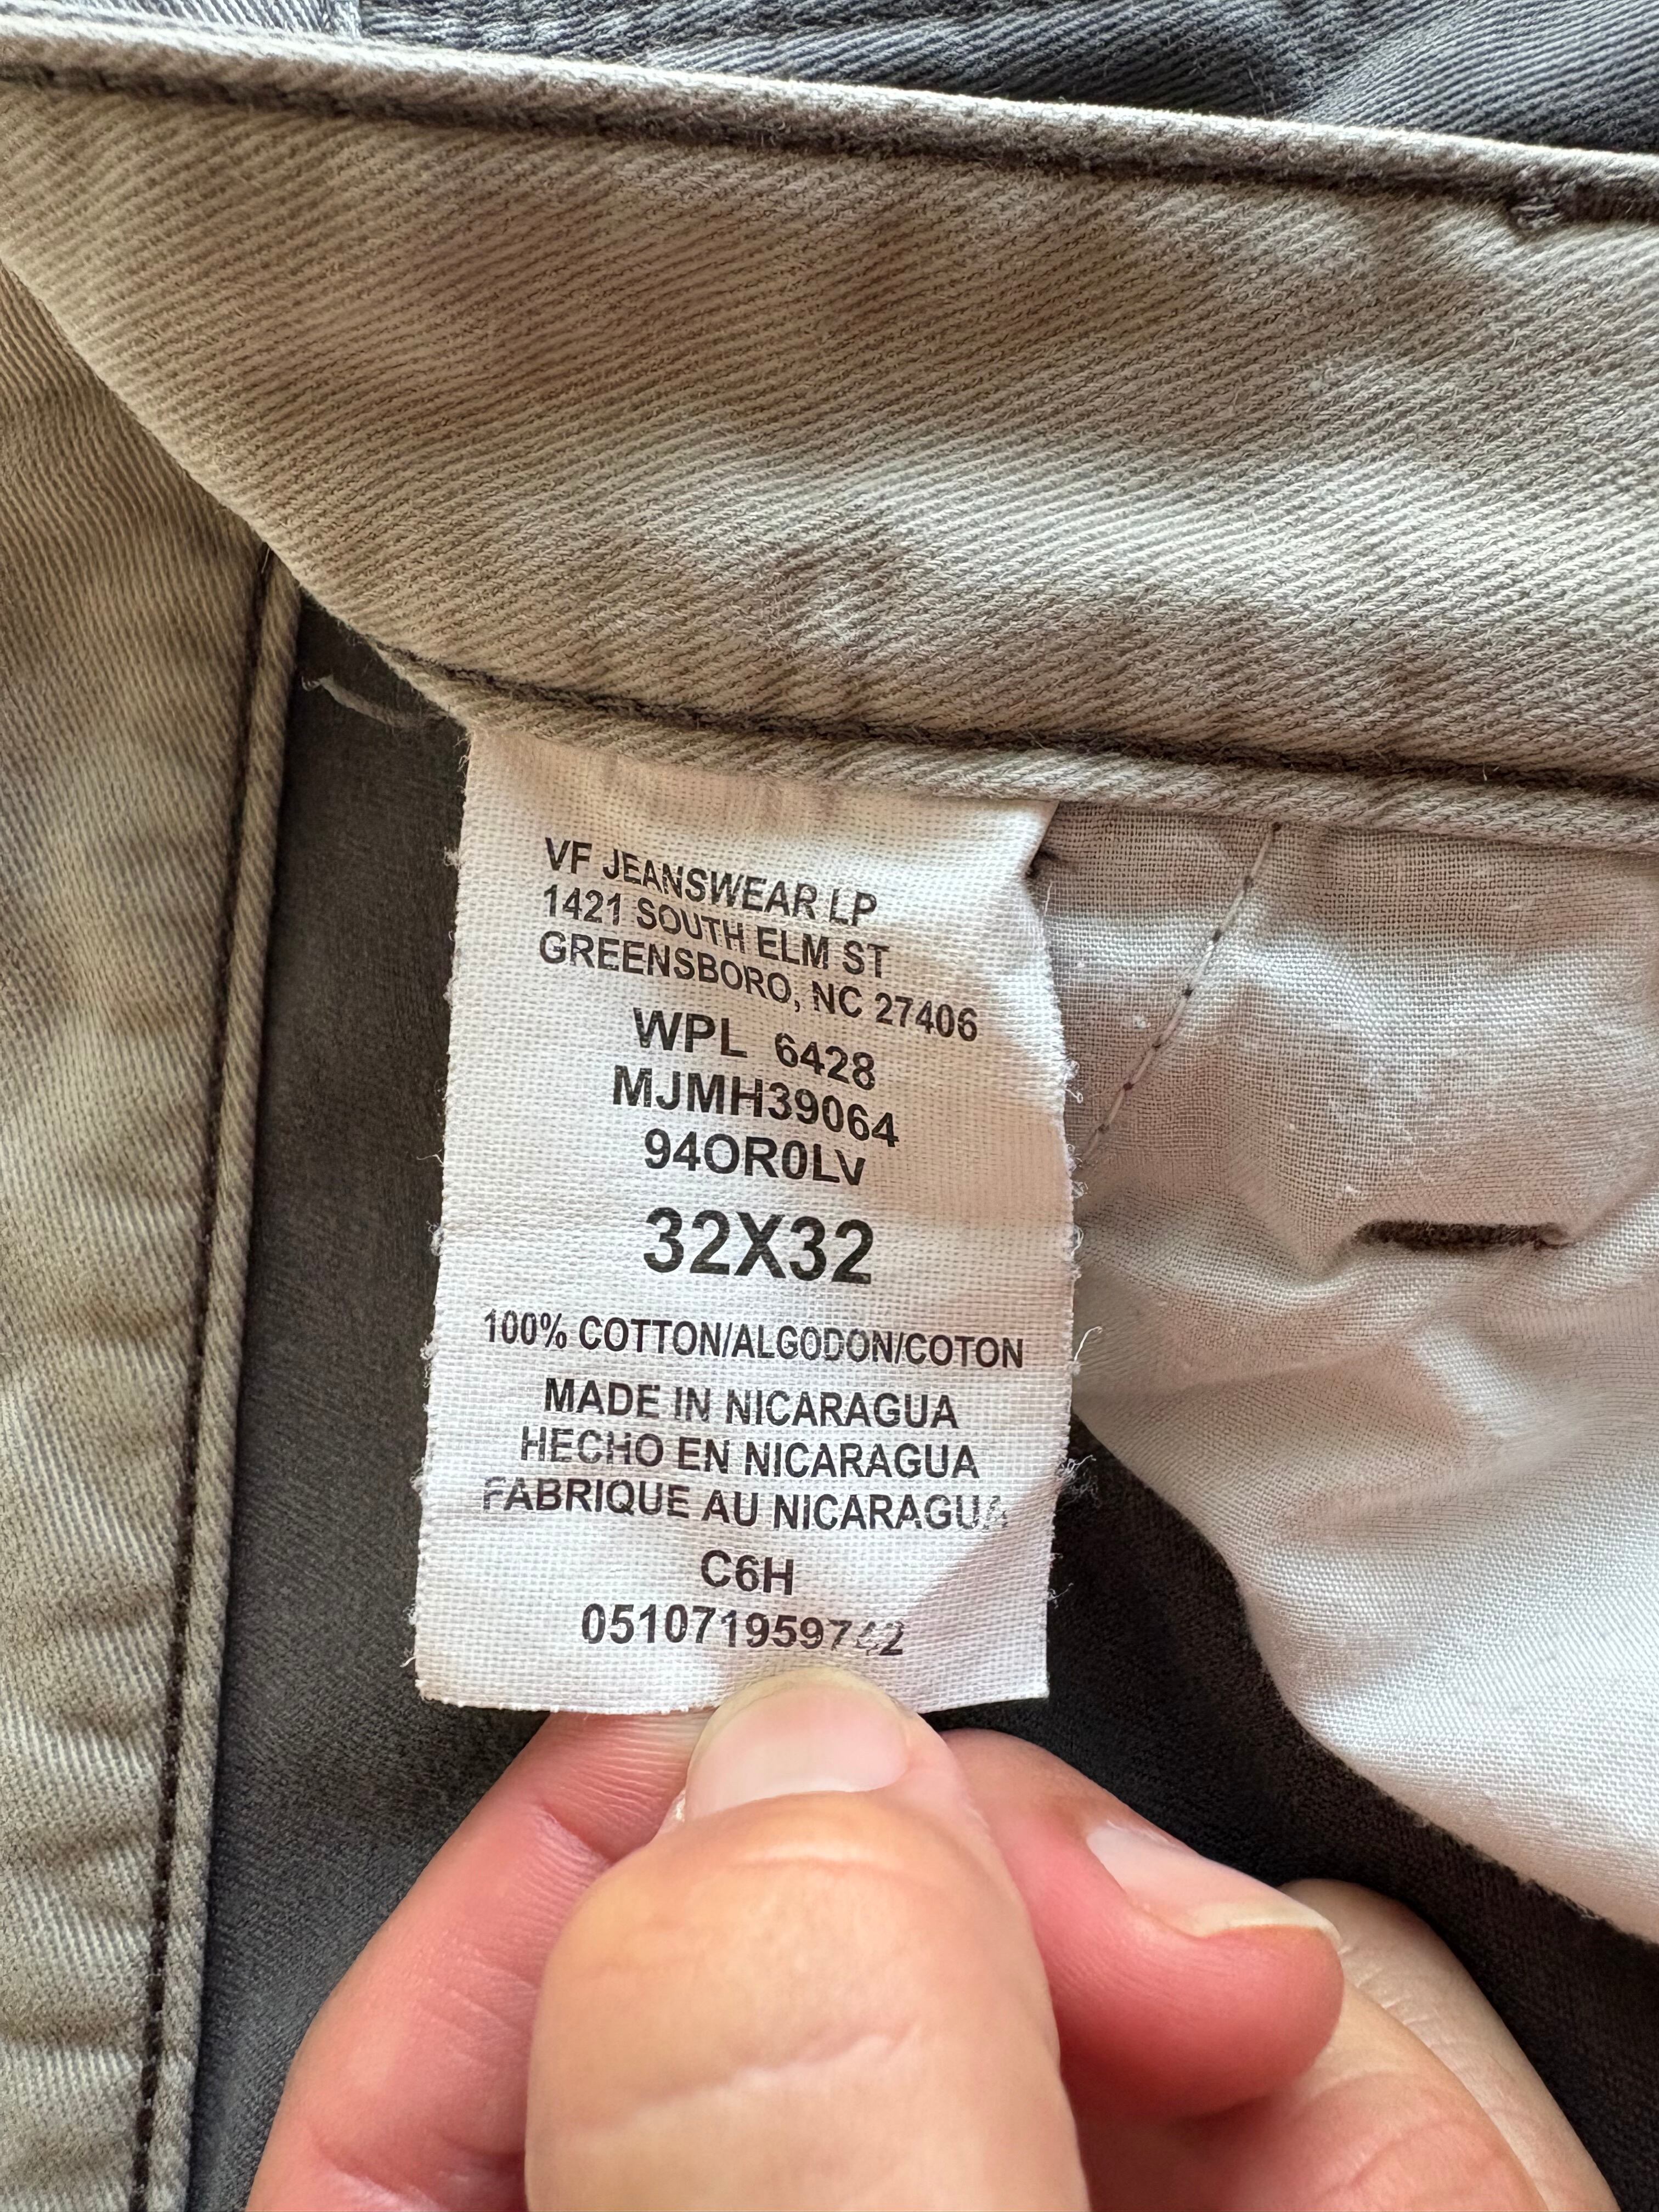 VF JEANSWEAR LP
1421 SOUTH ELM ST
GREENSBORO, NC 27406
WPL 6428
MJMH39064
94OR0LV
32X32
100% COTTON/ALGODON/COTON
MADE IN NICARAGUA
HECHO EN NICARAGUA
FABRIQUE AU NICARAGUA
C6H